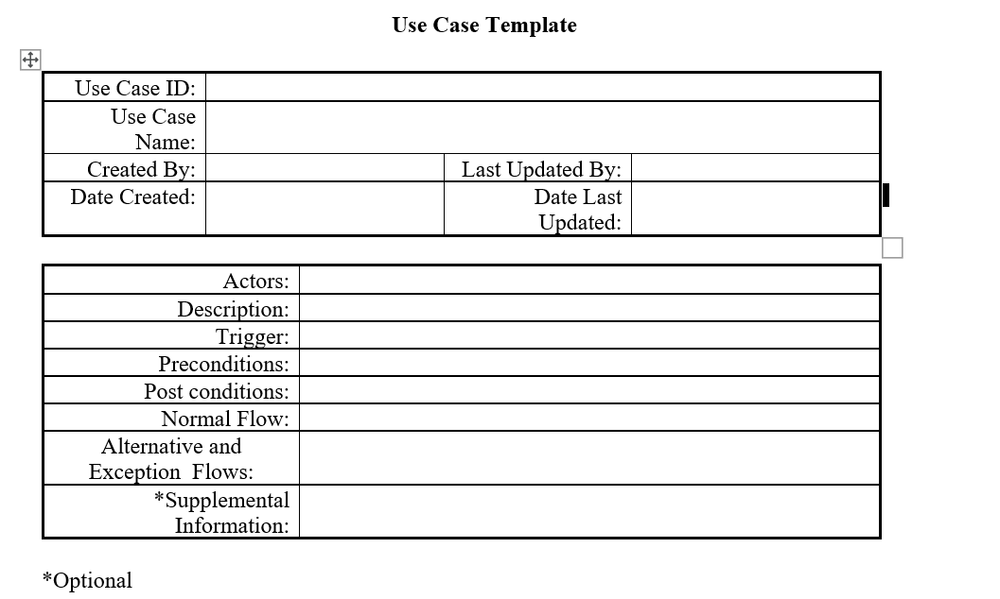 Use Case Template
Use Case ID:
Use Case
Name:
Created By:
Last Updated By:
Date Created:
Date Last
Updated:
Actors:
Description:
Trigger:
Preconditions:
Post conditions:
Normal Flow:
Alternative and
Exception  Flows:
*Supplemental
Information:
*Optional